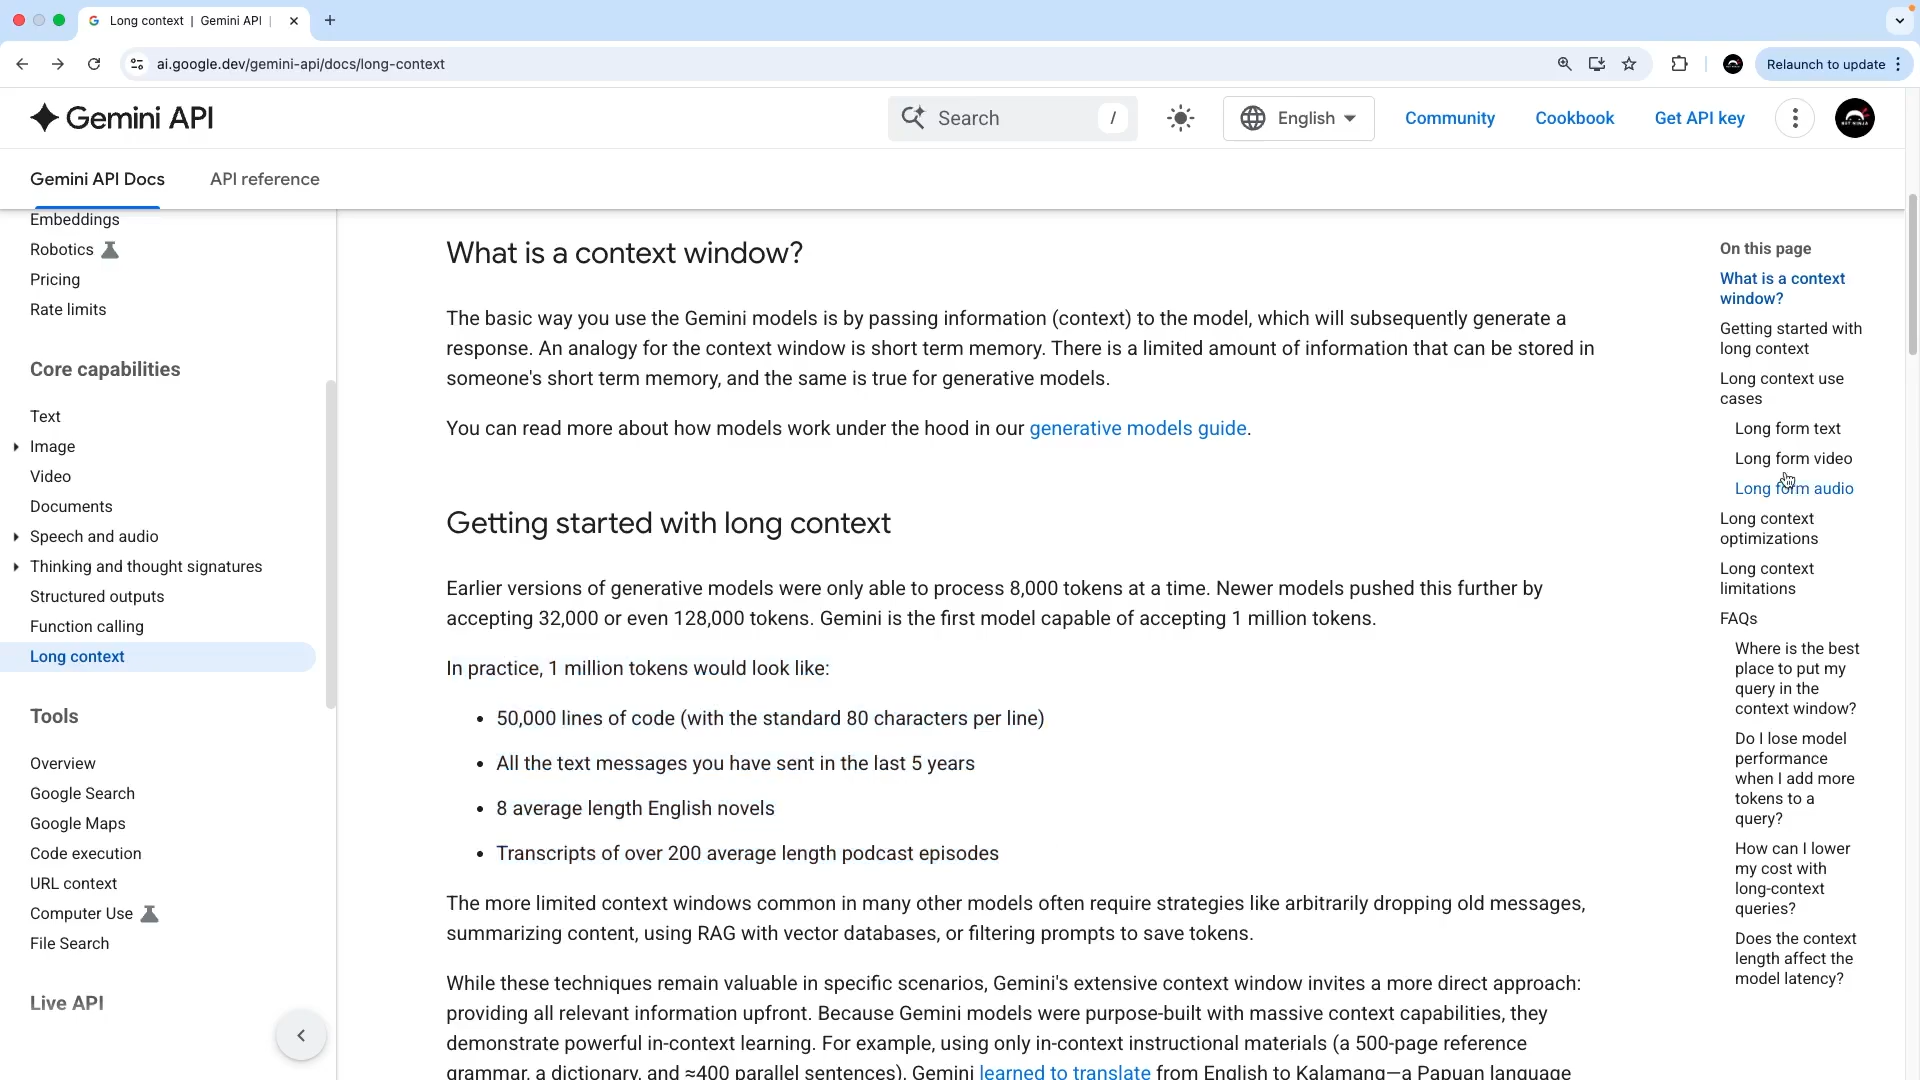 Long context | Gemini API |
ai.google.dev/gemini-api/docs/long-context
Relaunch to update
Gemini API
Search
/
English
Community
Cookbook
Get API key
Gemini API Docs
API reference
Embeddings
Robotics
Pricing
Rate limits
Core capabilities
Text
Image
Video
Documents
Speech and audio
Thinking and thought signatures
Structured outputs
Function calling
Long context
Tools
Overview
Google Search
Google Maps
Code execution
URL context
Computer Use
File Search
Live API
What is a context window?
The basic way you use the Gemini models is by passing information (context) to the model, which will subsequently generate a
response. An analogy for the context window is short term memory. There is a limited amount of information that can be stored in
someone's short term memory, and the same is true for generative models.
You can read more about how models work under the hood in our generative models guide.
Getting started with long context
Earlier versions of generative models were only able to process 8,000 tokens at a time. Newer models pushed this further by
accepting 32,000 or even 128,000 tokens. Gemini is the first model capable of accepting 1 million tokens.
In practice, 1 million tokens would look like:
• 50,000 lines of code (with the standard 80 characters per line)
• All the text messages you have sent in the last 5 years
• 8 average length English novels
• Transcripts of over 200 average length podcast episodes
The more limited context windows common in many other models often require strategies like arbitrarily dropping old messages,
summarizing content, using RAG with vector databases, or filtering prompts to save tokens.
While these techniques remain valuable in specific scenarios, Gemini's extensive context window invites a more direct approach:
providing all relevant information upfront. Because Gemini models were purpose-built with massive context capabilities, they
demonstrate powerful in-context learning. For example, using only in-context instructional materials (a 500-page reference
grammar, a dictionary, and ≈400 parallel sentences), Gemini learned to translate from English to Kalamang—a Papuan language
On this page
What is a context
window?
Getting started with
long context
Long context use
cases
Long form text
Long form video
Long form audio
Long context
optimizations
Long context
limitations
FAQs
Where is the best
place to put my
query in the
context window?
Do I lose model
performance
when I add more
tokens to a
query?
How can I lower
my cost with
long-context
queries?
Does the context
length affect the
model latency?